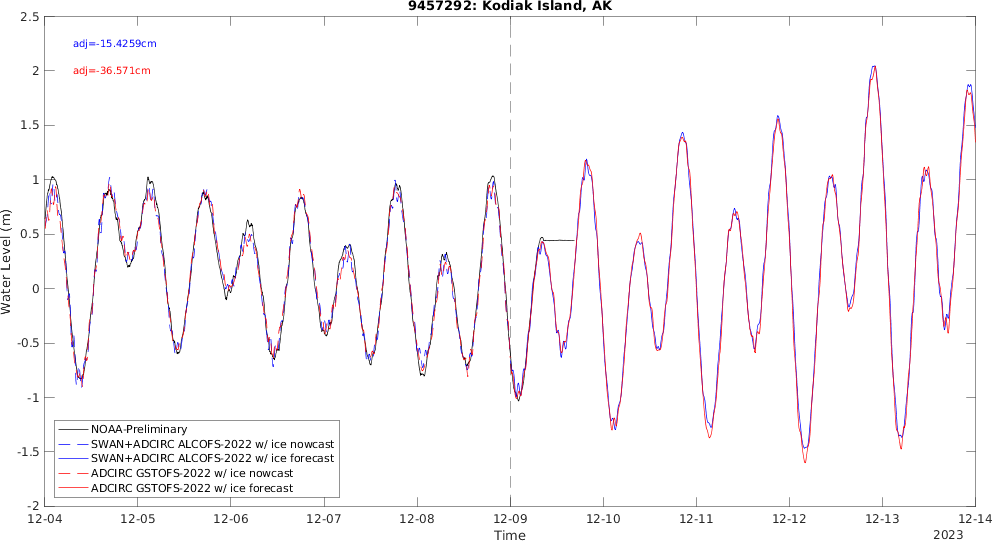 9457292: Kodiak Island, AK
adj=-15.4259cm
adj=-36.571cm
2.5
2
1.5
1
0.5
0
-0.5
-1
-1.5
-2
Water Level (m)
NOAA-Preliminary
SWAN+ADCIRC ALCOFS-2022 w/ ice nowcast
SWAN+ADCIRC ALCOFS-2022 w/ ice forecast
ADCIRC GSTOFS-2022 w/ ice nowcast
ADCIRC GSTOFS-2022 w/ ice forecast
12-04 12-05 12-06 12-07 12-08 12-09 12-10 12-11 12-12 12-13 12-14
Time
2023